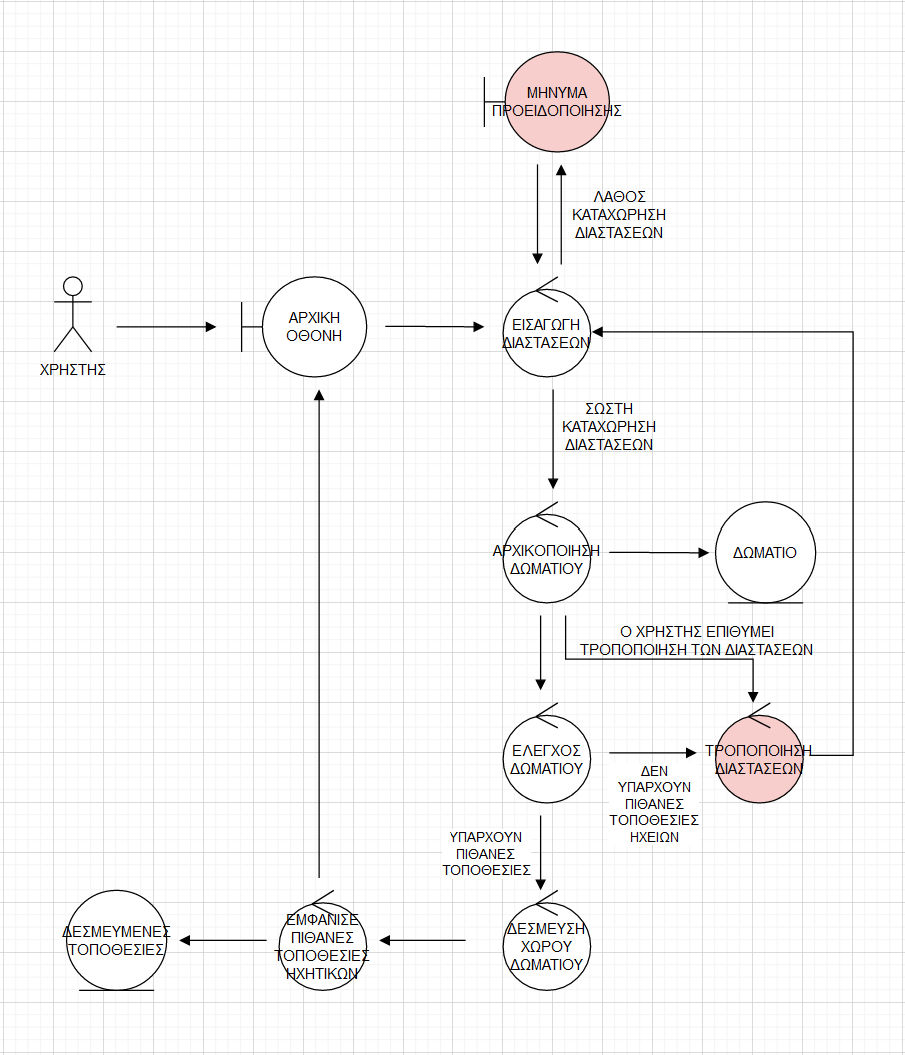 ΜΗΝΥΜΑ
ΠΡΟΕΙΔΟΠΟΙΗΣΗΣ
ΛΑΘΟΣ
ΚΑΤΑΧΩΡΗΣΗ
ΔΙΑΣΤΑΣΕΩΝ
ΧΡΗΣΤΗΣ
ΑΡΧΙΚΗ
ΟΘΟΝΗ
ΕΙΣΑΓΩΓΗ
ΔΙΑΣΤΑΣΕΩΝ
ΣΩΣΤΗ
ΚΑΤΑΧΩΡΗΣΗ
ΔΙΑΣΤΑΣΕΩΝ
ΑΡΧΙΚΟΠΟΙΗΣΗ
ΔΩΜΑΤΙΟΥ
ΔΩΜΑΤΙΟ
Ο ΧΡΗΣΤΗΣ ΕΠΙΘΥΜΕΙ
ΤΡΟΠΟΠΟΙΗΣΗ ΤΩΝ ΔΙΑΣΤΑΣΕΩΝ
ΕΛΕΓΧΟΣ
ΔΩΜΑΤΙΟΥ
ΤΡΟΠΟΠΟΙΗΣΗ
ΔΙΑΣΤΑΣΕΩΝ
ΔΕΝ
ΥΠΑΡΧΟΥΝ
ΠΙΘΑΝΕΣ
ΤΟΠΟΘΕΣΙΕΣ
ΗΧΕΙΩΝ
ΥΠΑΡΧΟΥΝ
ΠΙΘΑΝΕΣ
ΤΟΠΟΘΕΣΙΕΣ
ΔΕΣΜΕΥΜΕΝΕΣ
ΤΟΠΟΘΕΣΙΕΣ
ΕΜΦΑΝΙΣΕ
ΠΙΘΑΝΕΣ
ΤΟΠΟΘΕΣΙΕΣ
ΗΧΗΤΙΚΩΝ
ΔΕΣΜΕΥΣΗ
ΧΩΡΟΥ
ΔΩΜΑΤΙΟΥ